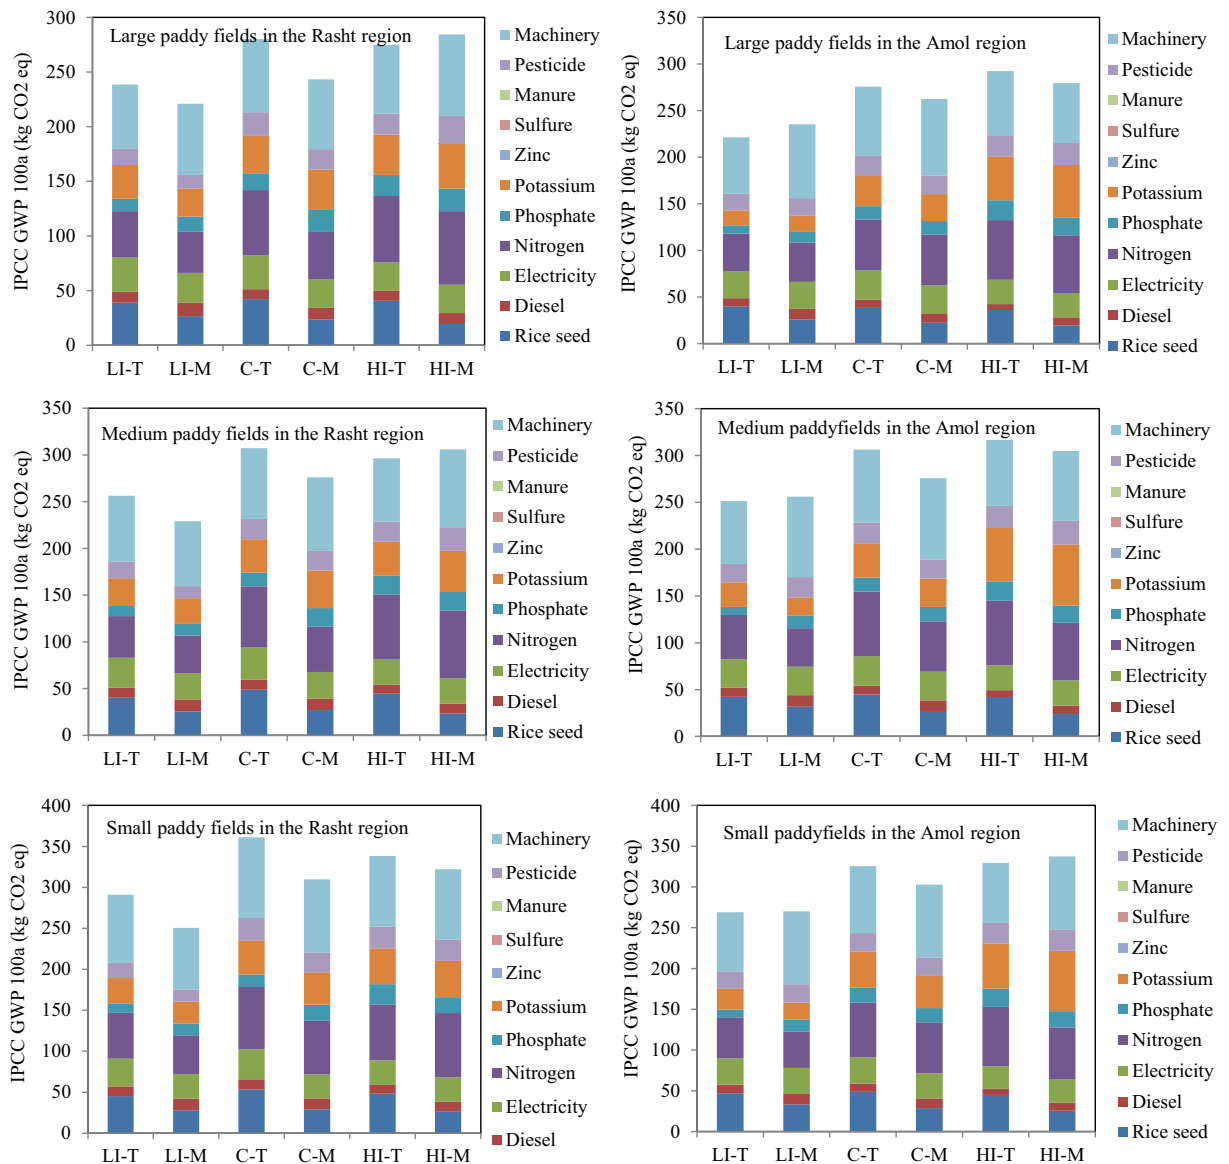 300
250
200
150
100
50
0
IPCC GWP 100a (kg CO2 eq)
Large paddy fields in the Rasht region
LI-T LI-M C-T C-M HI-T HI-M
Machinery
Pesticide
Manure
Sulfure
Zinc
Potassium
Phosphate
Nitrogen
Electricity
Diesel
Rice seed
350
300
250
200
150
100
50
0
IPCC GWP 100a (kg CO2 eq)
Large paddy fields in the Amol region
LI-T LI-M C-T C-M HI-T HI-M
Machinery
Pesticide
Manure
Sulfure
Zinc
Potassium
Phosphate
Nitrogen
Electricity
Diesel
Rice seed
350
300
250
200
150
100
50
0
IPCC GWP 100a (kg CO2 eq)
Medium paddy fields in the Rasht region
LI-T LI-M C-T C-M HI-T HI-M
Machinery
Pesticide
Manure
Sulfure
Zinc
Potassium
Phosphate
Nitrogen
Electricity
Diesel
Rice seed
350
300
250
200
150
100
50
0
IPCC GWP 100a (kg CO2 eq)
Medium paddyfields in the Amol region
LI-T LI-M C-T C-M HI-T HI-M
Machinery
Pesticide
Manure
Sulfure
Zinc
Potassium
Phosphate
Nitrogen
Electricity
Diesel
Rice seed
400
350
300
250
200
150
100
50
0
IPCC GWP 100a (kg CO2 eq)
Small paddy fields in the Rasht region
LI-T LI-M C-T C-M HI-T HI-M
Machinery
Pesticide
Manure
Sulfure
Zinc
Potassium
Phosphate
Nitrogen
Electricity
Diesel
400
350
300
250
200
150
100
50
0
IPCC GWP 100a (kg CO2 eq)
Small paddyfields in the Amol region
LI-T LI-M C-T C-M HI-T HI-M
Machinery
Pesticide
Manure
Sulfure
Zinc
Potassium
Phosphate
Nitrogen
Electricity
Diesel
Rice seed